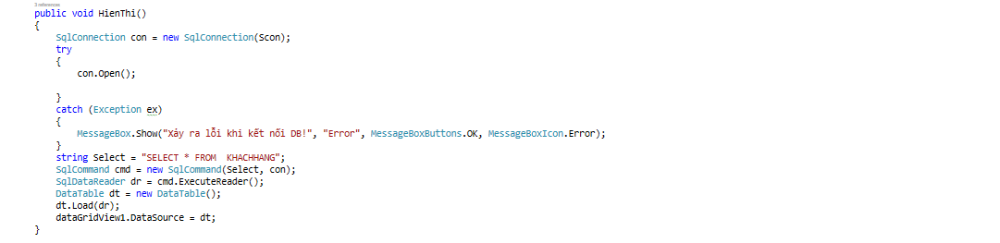 3 references
public void HienThi()
{
SqlConnection con = new SqlConnection(Scon);
try
{
con.Open();
}
catch (Exception ex)
{
MessageBox.Show("Xảy ra lỗi khi kết nối DB!", "Error", MessageBoxButtons.OK, MessageBoxIcon.Error);
}
string Select = "SELECT * FROM  KHACHHANG";
SqlCommand cmd = new SqlCommand(Select, con);
SqlDataReader dr = cmd.ExecuteReader();
DataTable dt = new DataTable();
dt.Load(dr);
dataGridView1.DataSource = dt;
}